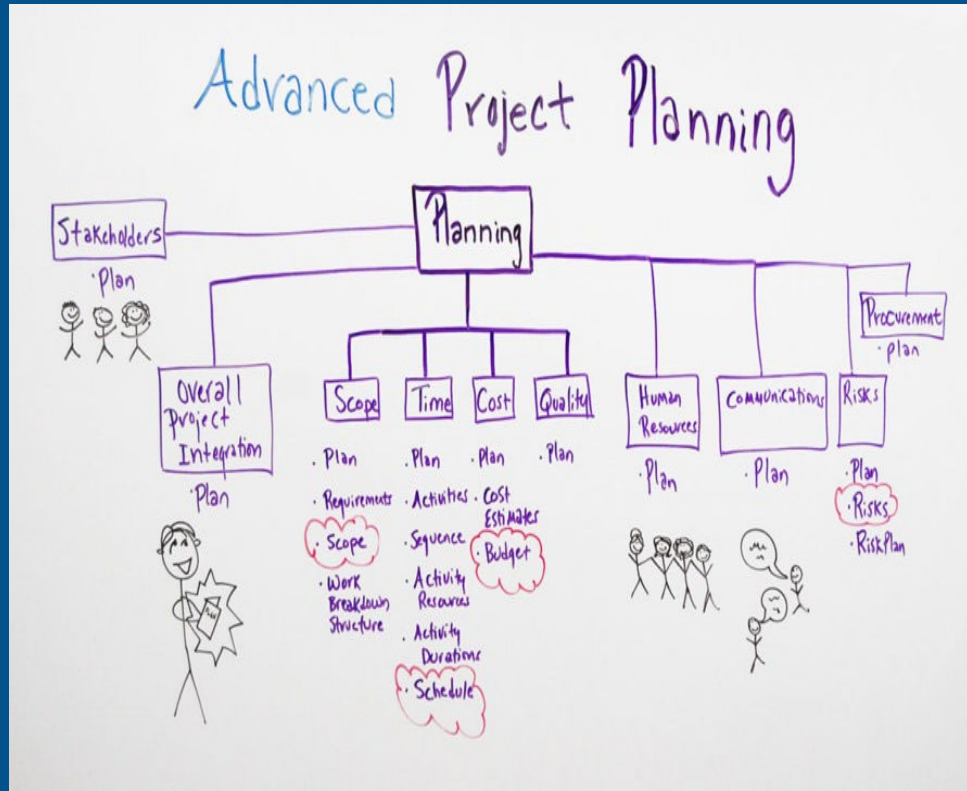 Advanced Project Planning
Planning
Stakeholders
·Plan
Overall
Project
Integration
·Plan
Scope
· Plan
· Requirements
· Scope
· Work
Breakdown
Structure
Time
· Plan
· Activities
· Sequence
· Activity
Resources
· Activity
Durations
· Schedule
Cost
· Plan
· Cost
Estimates
· Budget
Quality
· Plan
Human
Resources
· Plan
Communications
· Plan
Risks
· Plan
· Risks
· Risk Plan
Procurement
· Plan